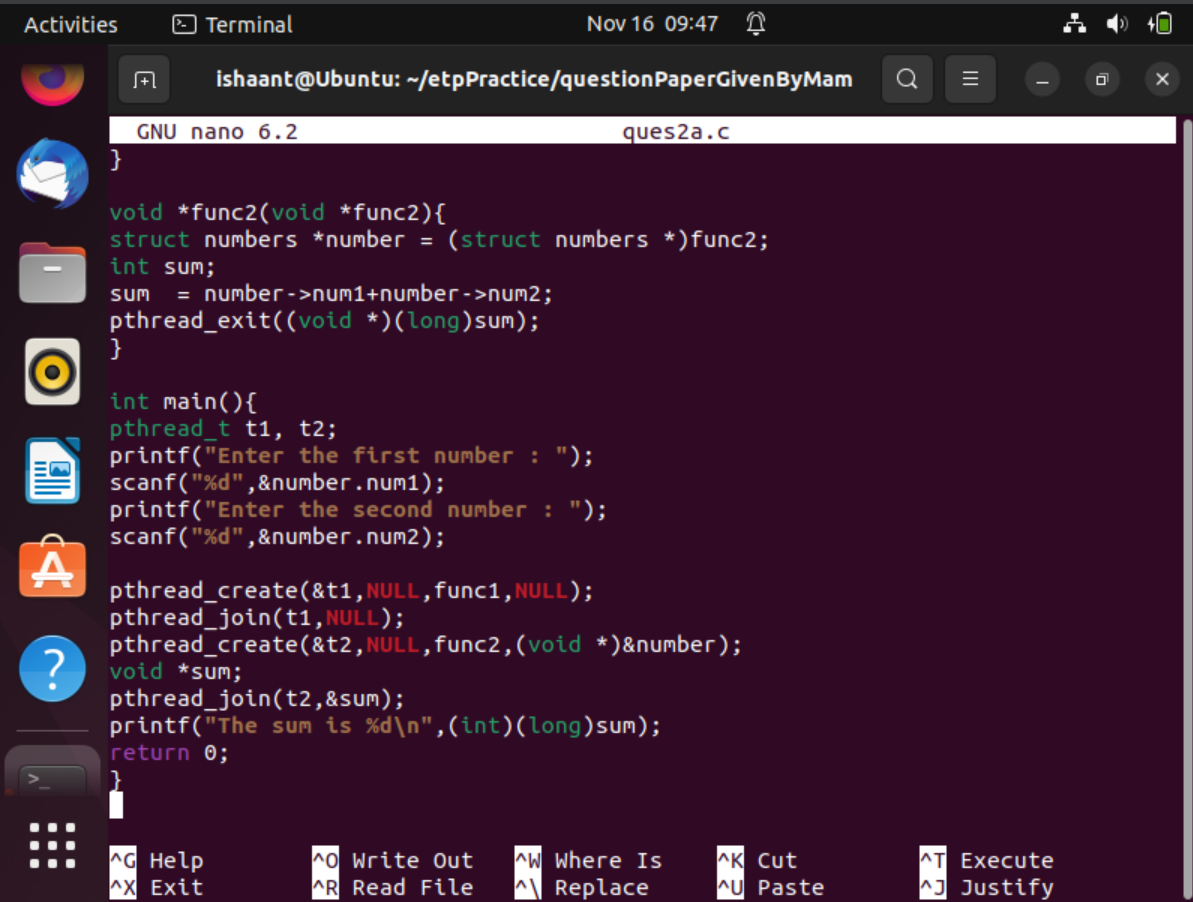 Activities Terminal Nov 16 09:47
ishaant@Ubuntu: ~/etpPractice/questionPaperGivenByMam
GNU nano 6.2 ques2a.c
}
void *func2(void *func2){
struct numbers *number = (struct numbers *)func2;
int sum;
sum  = number->num1+number->num2;
pthread_exit((void *)(long)sum);
}
int main(){
pthread_t t1, t2;
printf("Enter the first number : ");
scanf("%d",&number.num1);
printf("Enter the second number : ");
scanf("%d",&number.num2);
pthread_create(&t1,NULL,func1,NULL);
pthread_join(t1,NULL);
pthread_create(&t2,NULL,func2,(void *)&number);
void *sum;
pthread_join(t2,&sum);
printf("The sum is %d\n",(int)(long)sum);
return 0;
}
^G Help ^O Write Out ^W Where Is ^K Cut ^T Execute
^X Exit ^R Read File ^\ Replace ^U Paste ^J Justify